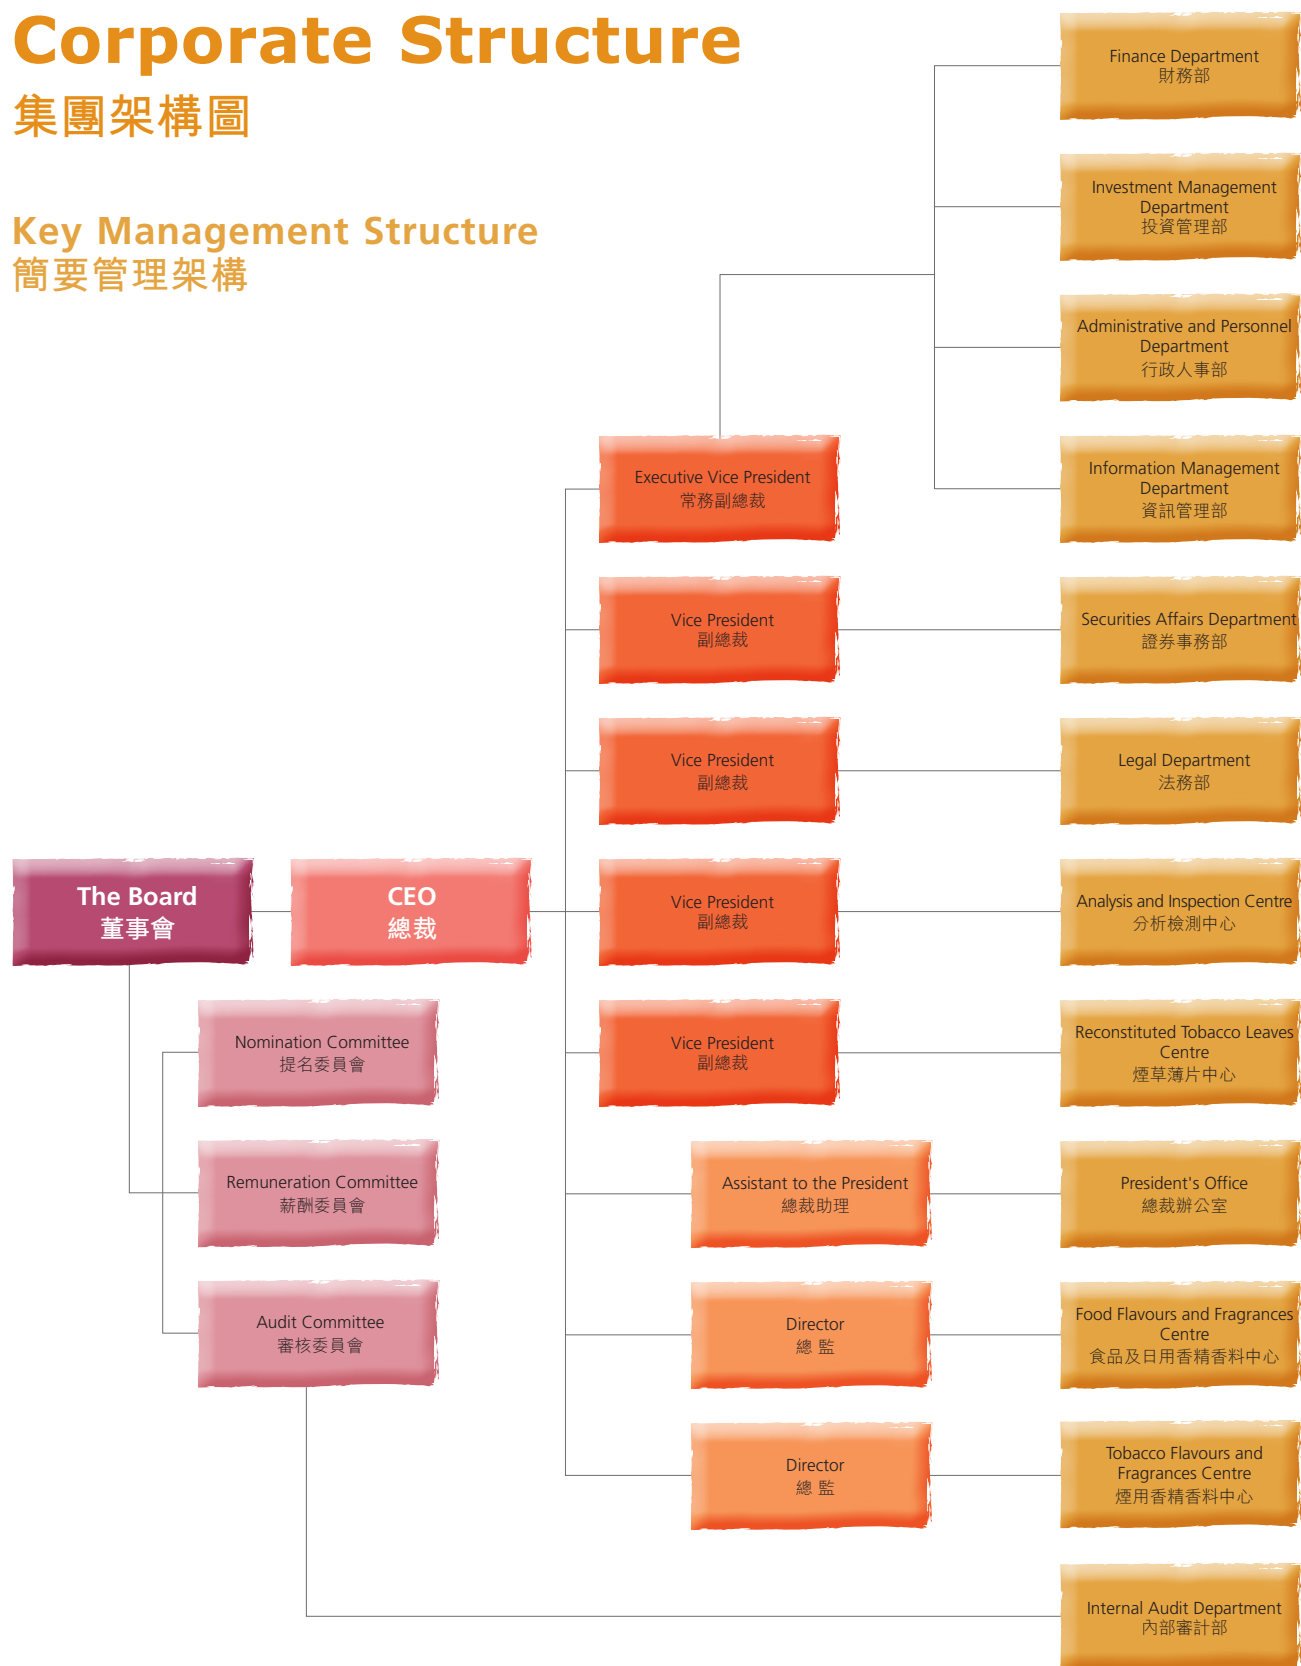 Corporate Structure
集團架構圖
Key Management Structure
簡要管理架構
Finance Department
財務部
Investment Management
Department
投資管理部
Administrative and Personnel
Department
行政人事部
Information Management
Department
資訊管理部
Executive Vice President
常務副總裁
Vice President
副總裁
Securities Affairs Department
證券事務部
Vice President
副總裁
Legal Department
法務部
The Board
董事會
CEO
總裁
Vice President
副總裁
Analysis and Inspection Centre
分析檢測中心
Nomination Committee
提名委員會
Vice President
副總裁
Reconstituted Tobacco Leaves
Centre
煙草薄片中心
Remuneration Committee
薪酬委員會
Assistant to the President
總裁助理
President's Office
總裁辦公室
Audit Committee
審核委員會
Director
總 監
Food Flavours and Fragrances
Centre
食品及日用香精香料中心
Director
總 監
Tobacco Flavours and
Fragrances Centre
煙用香精香料中心
Internal Audit Department
內部審計部